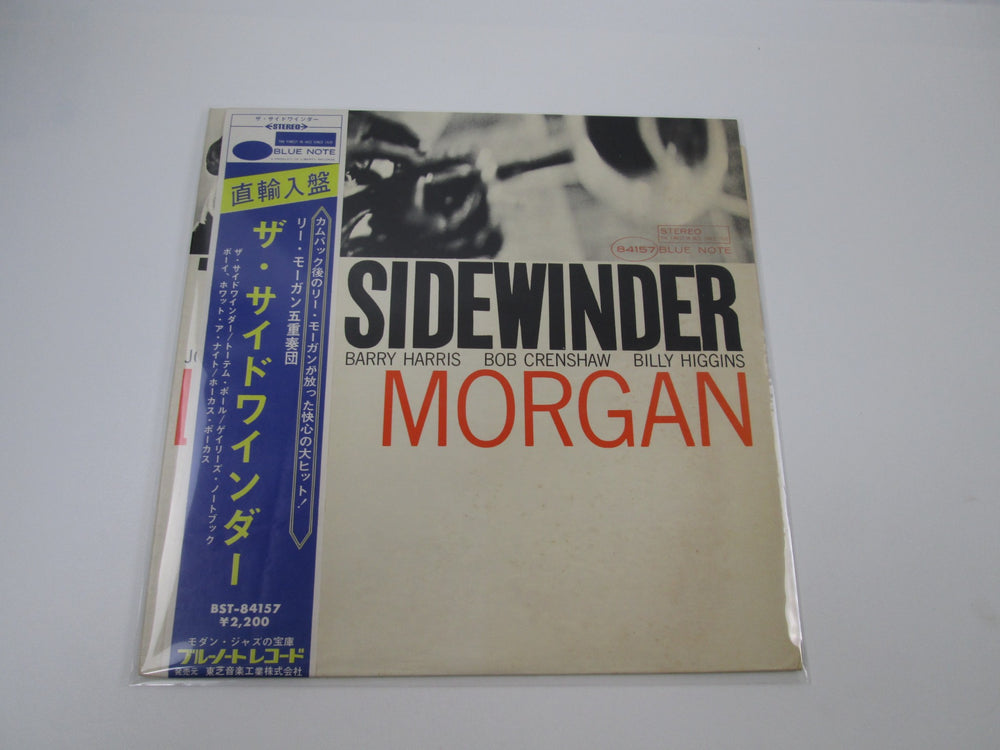 ザ・サイドワインダー
STEREO
THE FINEST IN JAZZ SINCE 1939
BLUE NOTE
直輸入盤
カムバック後のリー・モーガンが放った快心の大ヒット!
リー・モーガン五重奏団
ザ・サイドワインダー
ザ・サイドワインダー/トーテム・ポール/ゲイリーズ・ノートブック
ボーイ、ホワット・ア・ナイト/ホーカス・ポーカス
BST-84157
¥2,200
モダン・ジャズの宝庫
ブルーノートレコード
発売元 東芝音楽工業株式会社
STEREO
THE FINEST IN JAZZ SINCE 1939
84157 BLUE NOTE
SIDEWINDER
BARRY HARRIS BOB CRENSHAW BILLY HIGGINS
MORGAN